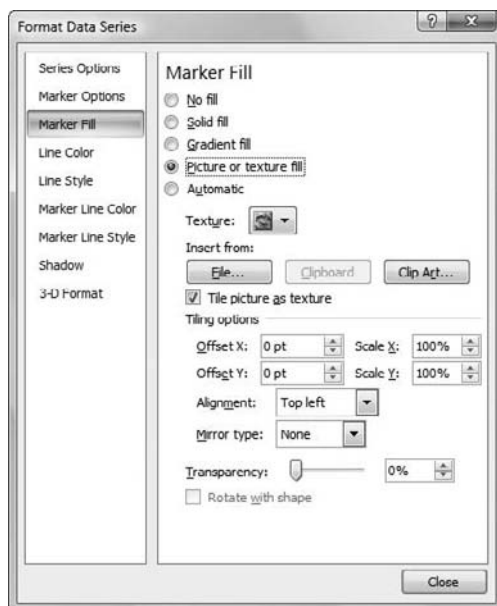 Format Data Series
Series Options
Marker Options
Marker Fill
Line Color
Line Style
Marker Line Color
Marker Line Style
Shadow
3-D Format
Marker Fill
No fill
Solid fill
Gradient fill
Picture or texture fill
Automatic
Texture:
Insert from:
File... Clipboard Clip Art...
Tile picture as texture
Tiling options
Offset X: 0 pt Scale X: 100%
Offset Y: 0 pt Scale Y: 100%
Alignment: Top left
Mirror type: None
Transparency: 0%
Rotate with shape
Close